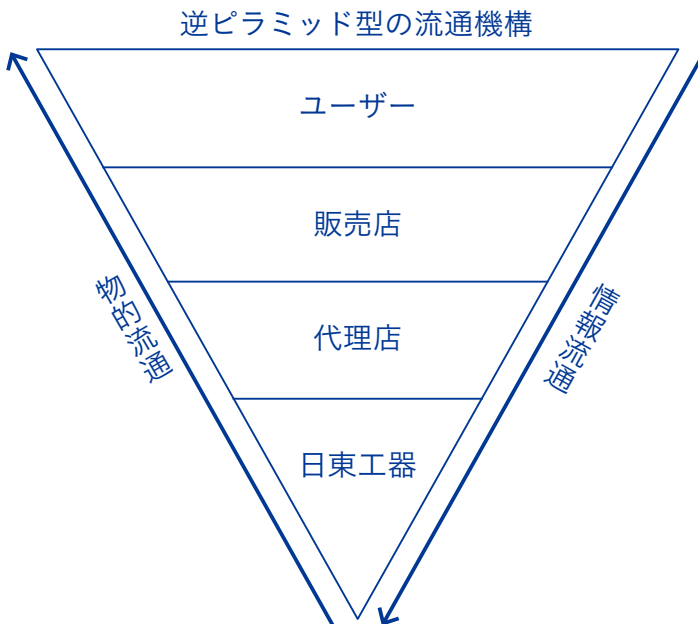 逆ピラミッド型の流通機構
ユーザー
販売店
物的流通
情報流通
代理店
日東工器